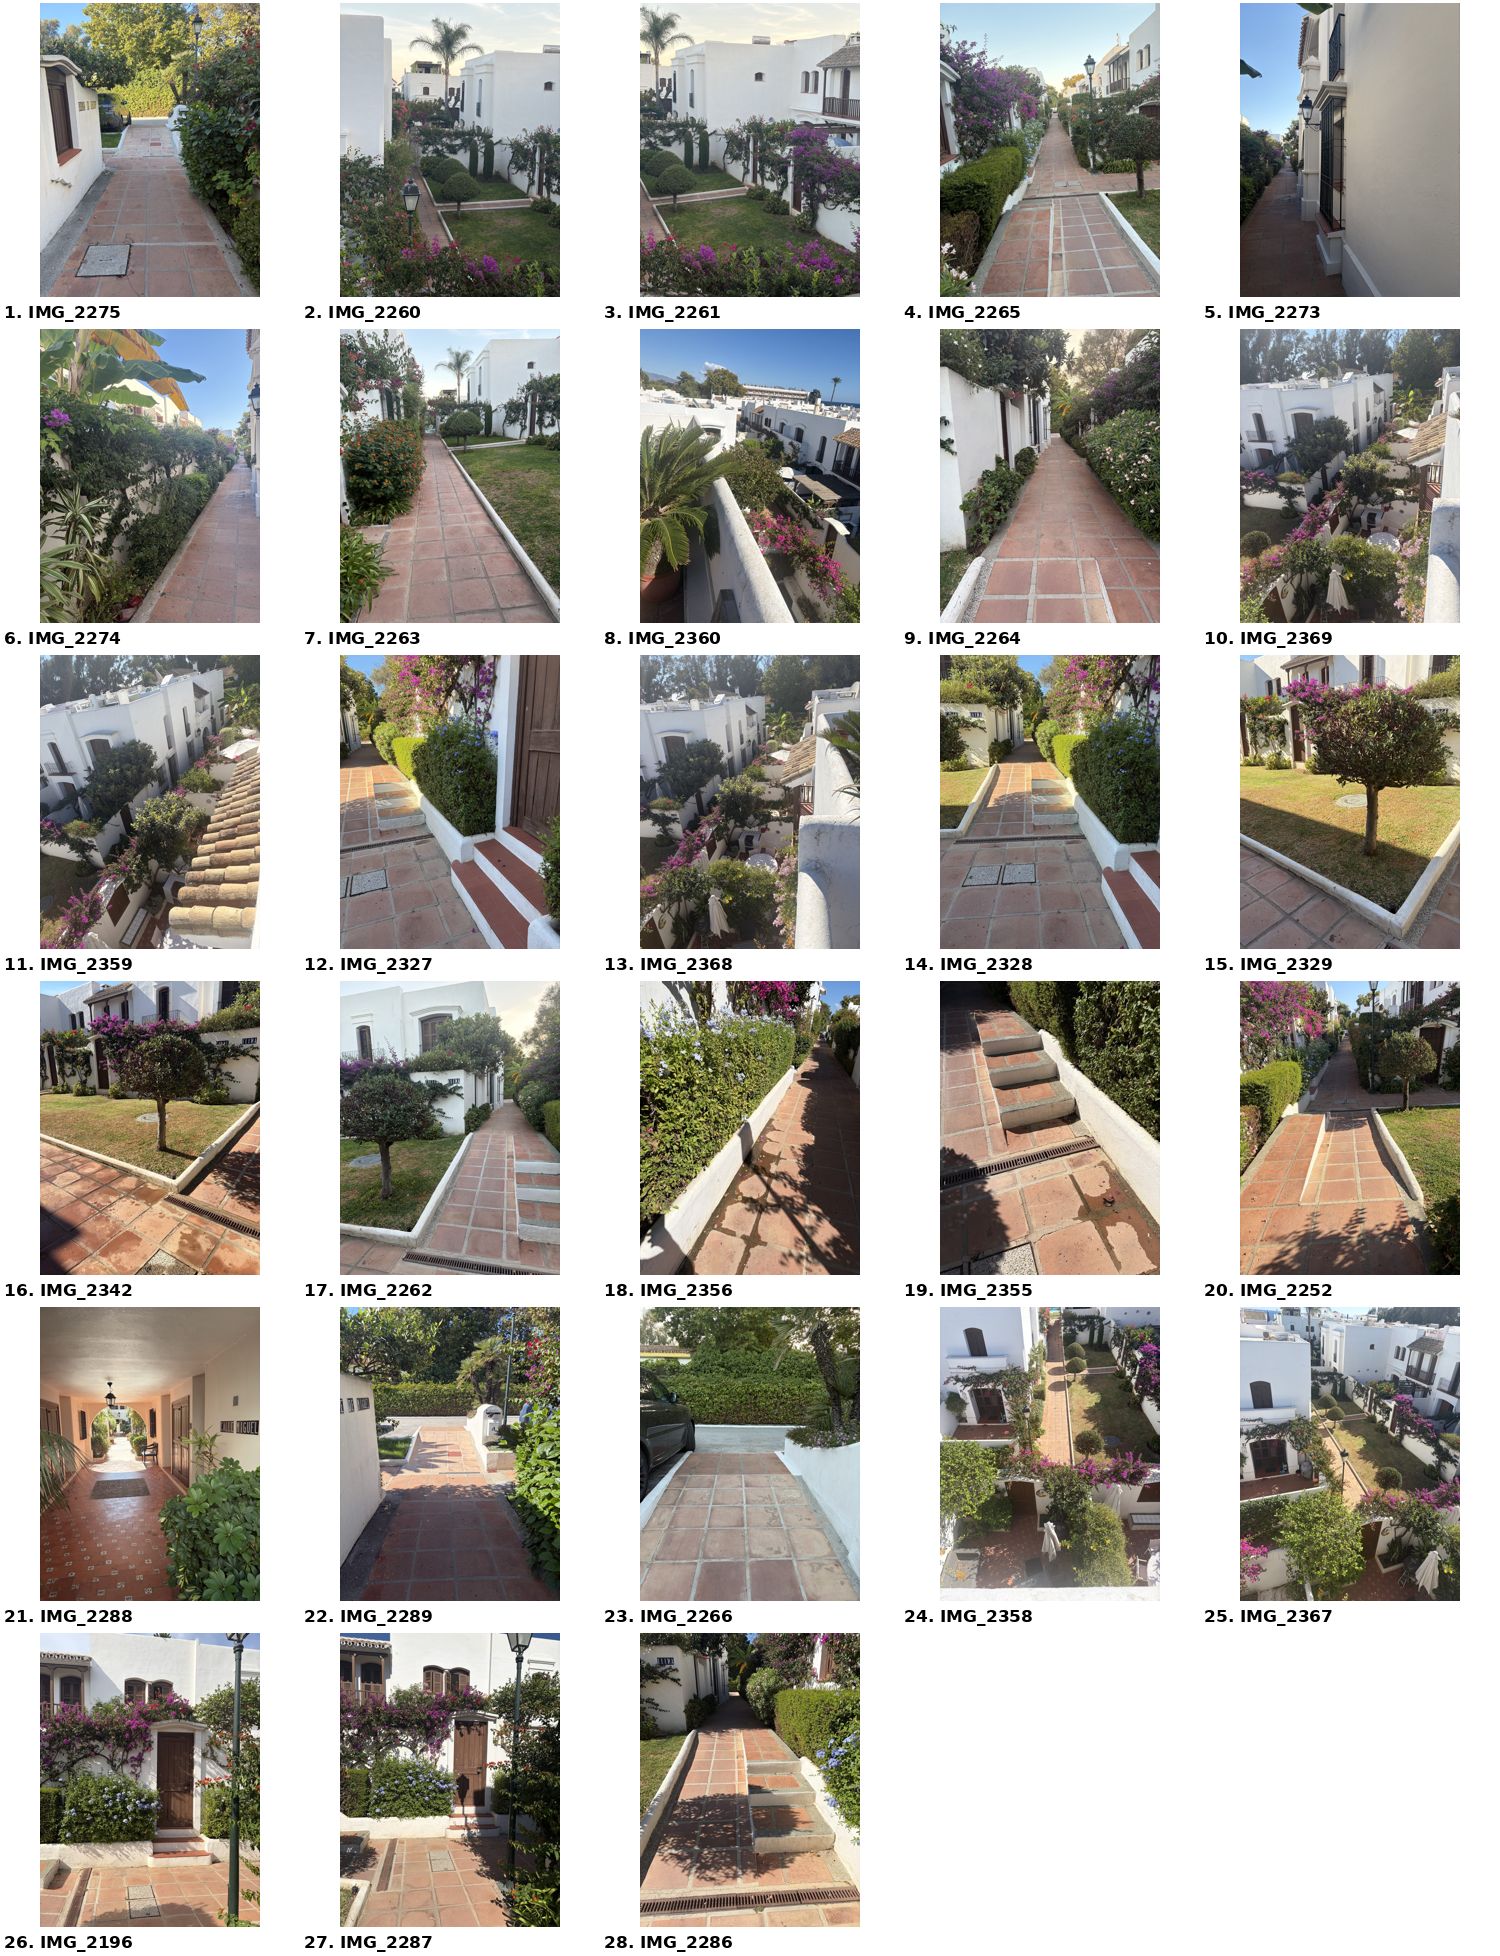 1. IMG_2275
2. IMG_2260
3. IMG_2261
4. IMG_2265
5. IMG_2273
6. IMG_2274
7. IMG_2263
8. IMG_2360
9. IMG_2264
10. IMG_2369
11. IMG_2359
12. IMG_2327
13. IMG_2368
14. IMG_2328
15. IMG_2329
16. IMG_2342
17. IMG_2262
18. IMG_2356
19. IMG_2355
20. IMG_2252
MIGUEL
21. IMG_2288
22. IMG_2289
23. IMG_2266
24. IMG_2358
25. IMG_2367
26. IMG_2196
27. IMG_2287
28. IMG_2286